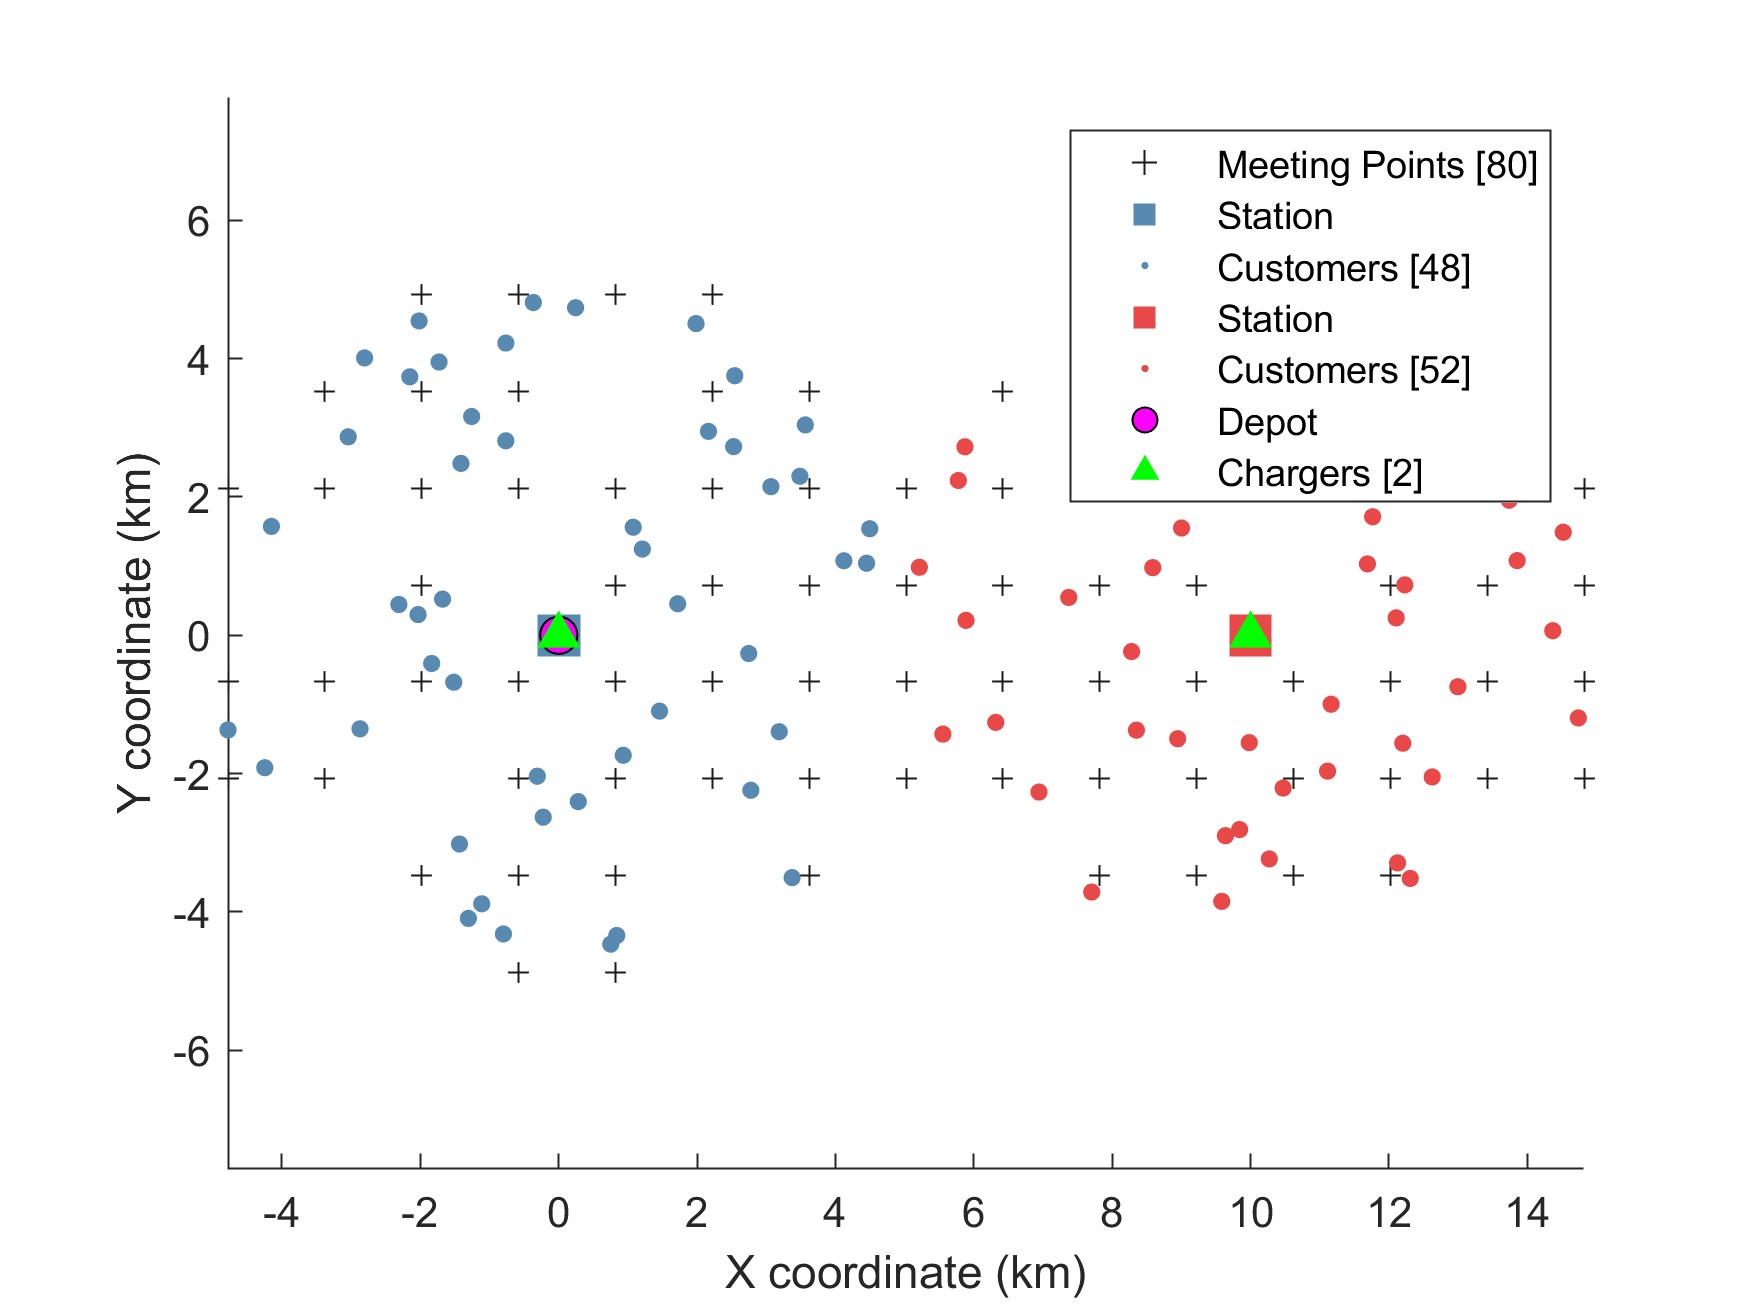 Meeting Points [80]
Station
Customers [48]
Station
Customers [52]
Depot
Chargers [2]
6
4
2
0
-2
-4
-6
Y coordinate (km)
-4 -2 0 2 4 6 8 10 12 14
X coordinate (km)